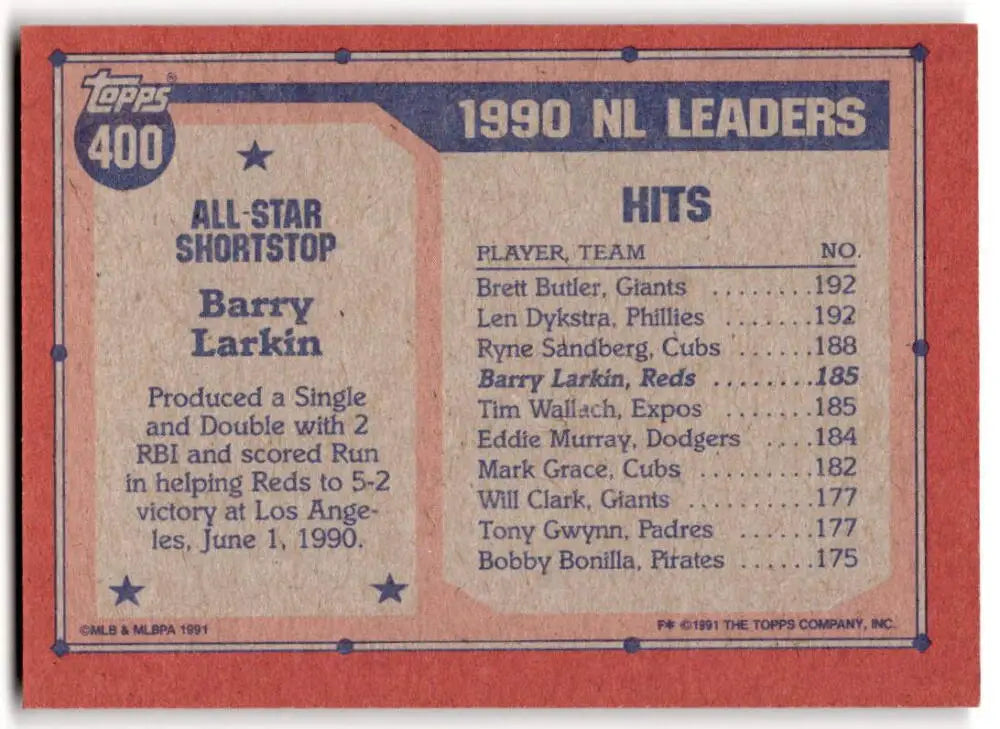 Topps®
400
ALL-STAR
SHORTSTOP
Barry
Larkin
Produced a Single
and Double with 2
RBI and scored Run
in helping Reds to 5-2
victory at Los Ange-
les, June 1, 1990.
©MLB & MLBPA 1991
1990 NL LEADERS
HITS
PLAYER, TEAM NO.
Brett Butler, Giants ........192
Len Dykstra, Phillies .......192
Ryne Sandberg, Cubs ......188
Barry Larkin, Reds ........185
Tim Wallach, Expos .......185
Eddie Murray, Dodgers ....184
Mark Grace, Cubs .........182
Will Clark, Giants ..........177
Tony Gwynn, Padres ......177
Bobby Bonilla, Pirates ......175
F* ©1991 THE TOPPS COMPANY, INC.